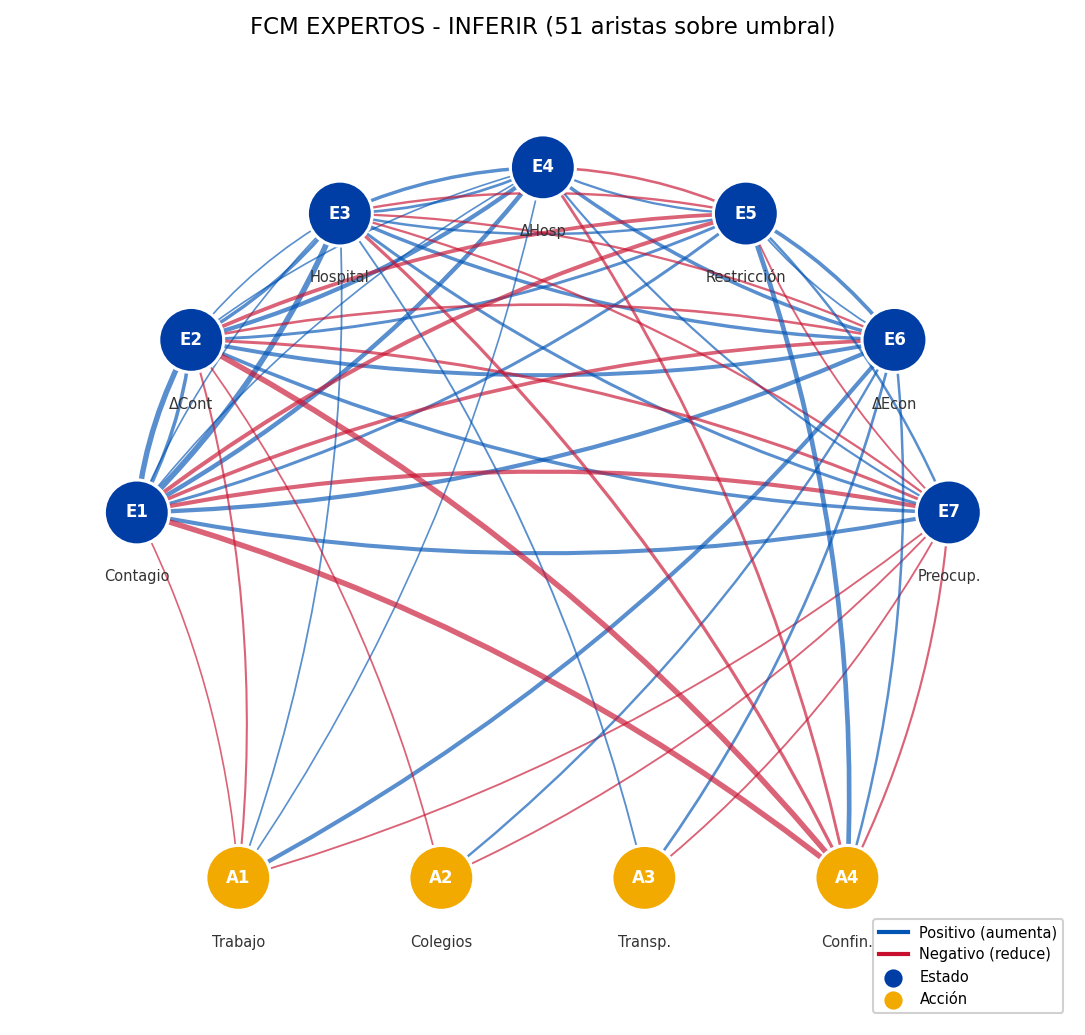 FCM EXPERTOS - INFERIR (51 aristas sobre umbral)
E4
ΔHosp
E3
Hospital
E5
Restricción
E2
ΔCont
E6
ΔEcon
E1
Contagio
E7
Preocup.
A1
Trabajo
A2
Colegios
A3
Transp.
A4
Confin.
Positivo (aumenta)
Negativo (reduce)
Estado
Acción